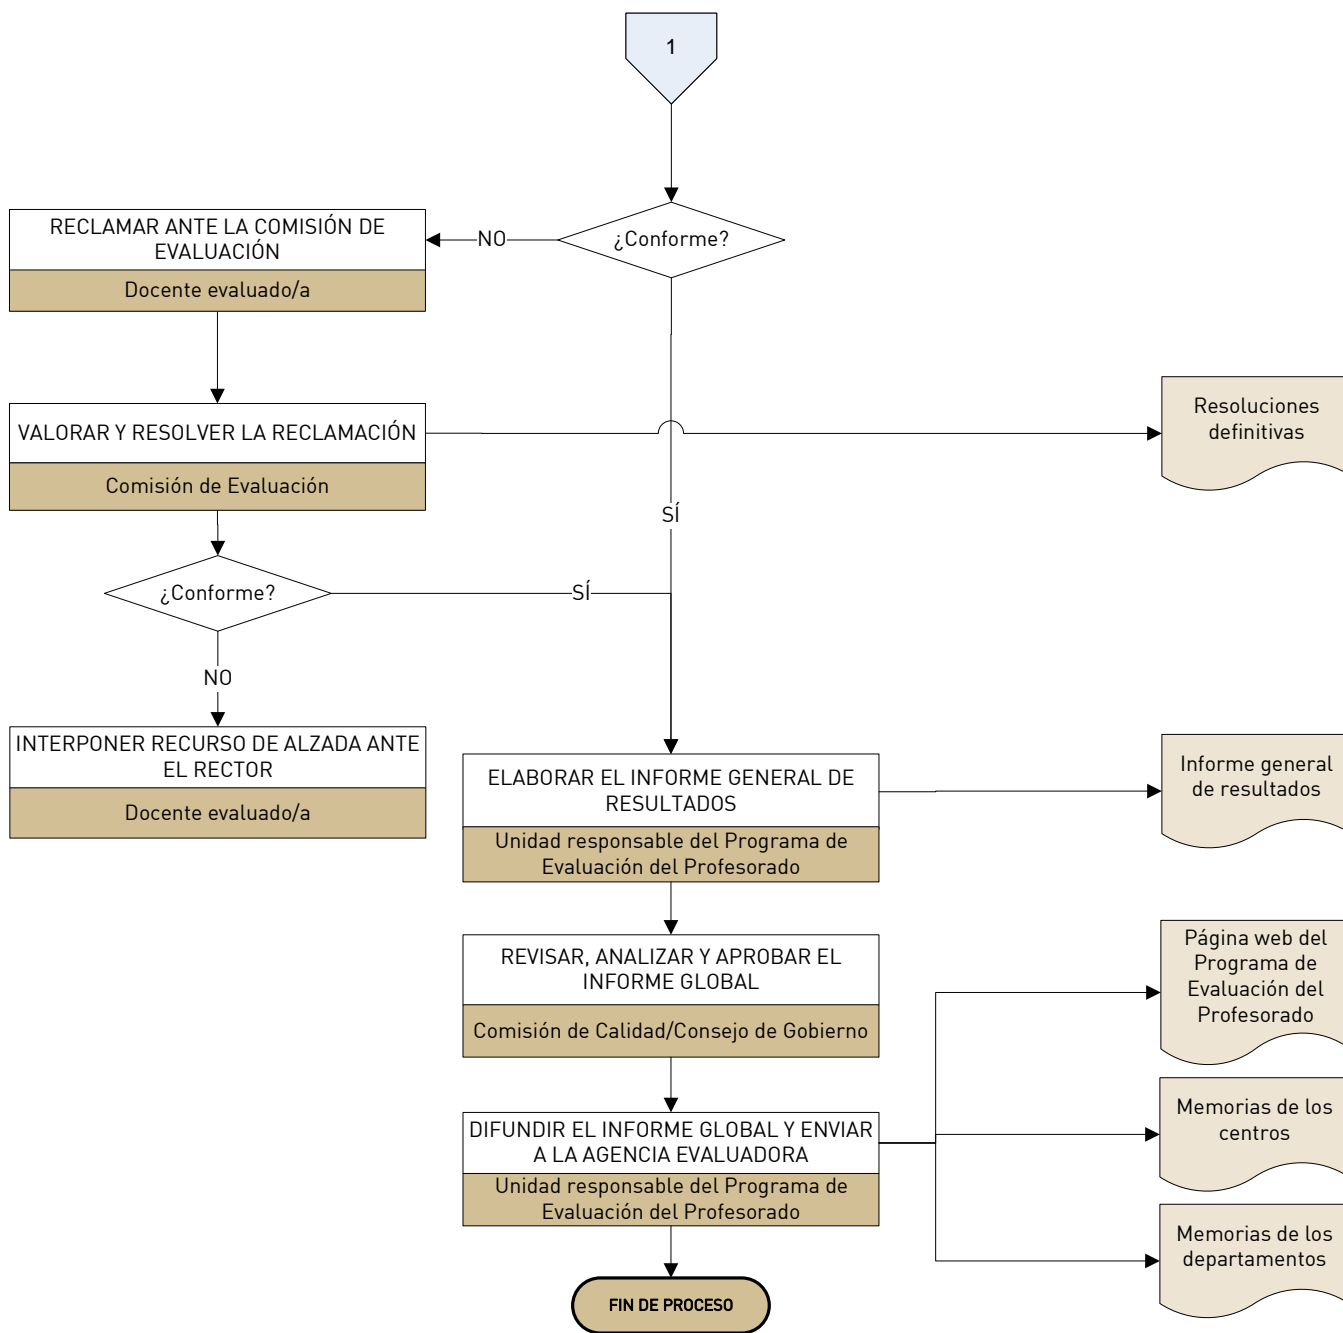 1
¿Conforme?
NO
RECLAMAR ANTE LA COMISIÓN DE
EVALUACIÓN
Docente evaluado/a
VALORAR Y RESOLVER LA RECLAMACIÓN
Comisión de Evaluación
Resoluciones
definitivas
SÍ
¿Conforme?
SÍ
NO
INTERPONER RECURSO DE ALZADA ANTE
EL RECTOR
Docente evaluado/a
ELABORAR EL INFORME GENERAL DE
RESULTADOS
Unidad responsable del Programa de
Evaluación del Profesorado
Informe general
de resultados
REVISAR, ANALIZAR Y APROBAR EL
INFORME GLOBAL
Comisión de Calidad/Consejo de Gobierno
Página web del
Programa de
Evaluación del
Profesorado
DIFUNDIR EL INFORME GLOBAL Y ENVIAR
A LA AGENCIA EVALUADORA
Unidad responsable del Programa de
Evaluación del Profesorado
Memorias de los
centros
Memorias de los
departamentos
FIN DE PROCESO